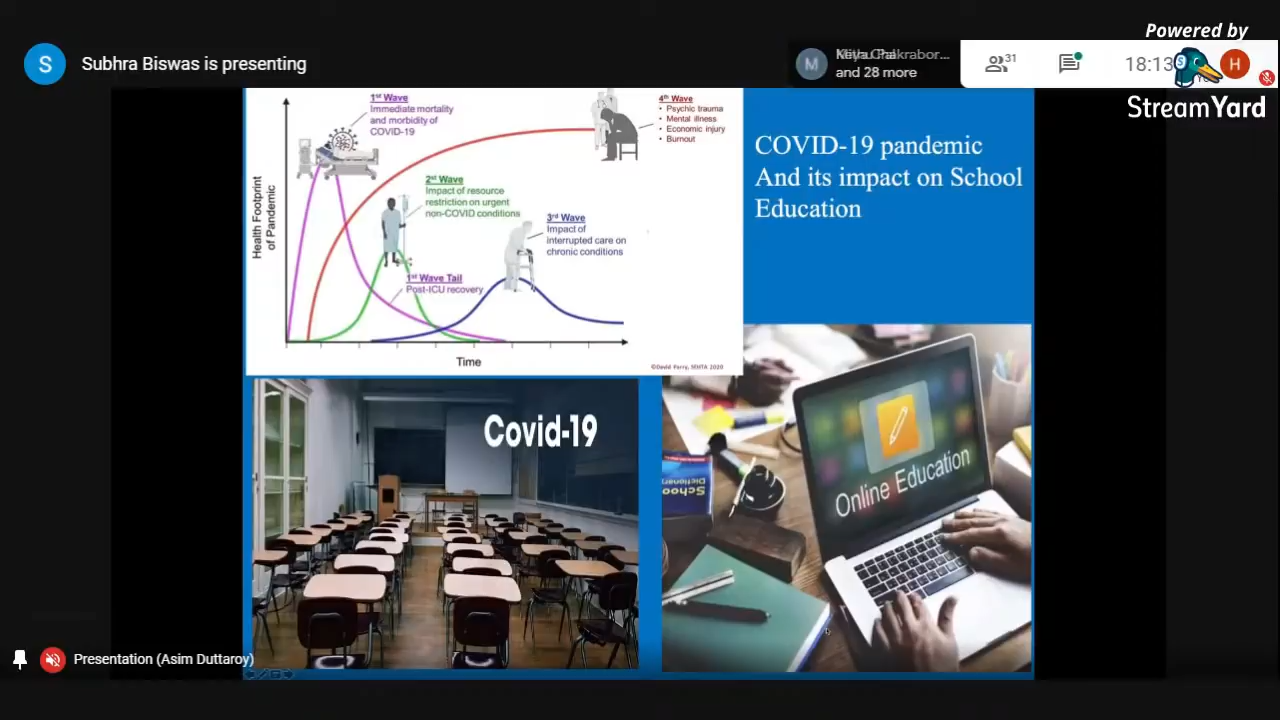 Powered by
S
Subhra Biswas is presenting
M
and 28 more
31
18:13
S
H
StreamYard
1st Wave
Immediate mortality
and morbidity of
COVID-19
4th Wave
• Psychic trauma
• Mental illness
• Economic injury
• Burnout
2nd Wave
Impact of resource
restriction on urgent
non-COVID conditions
3rd Wave
Impact of
interrupted care on
chronic conditions
1st Wave Tail
Post-ICU recovery
Health Footprint
of Pandemic
Time
COVID-19 pandemic
And its impact on School
Education
Covid-19
Online Education
School
Dictionary
Presentation (Asim Duttaroy)